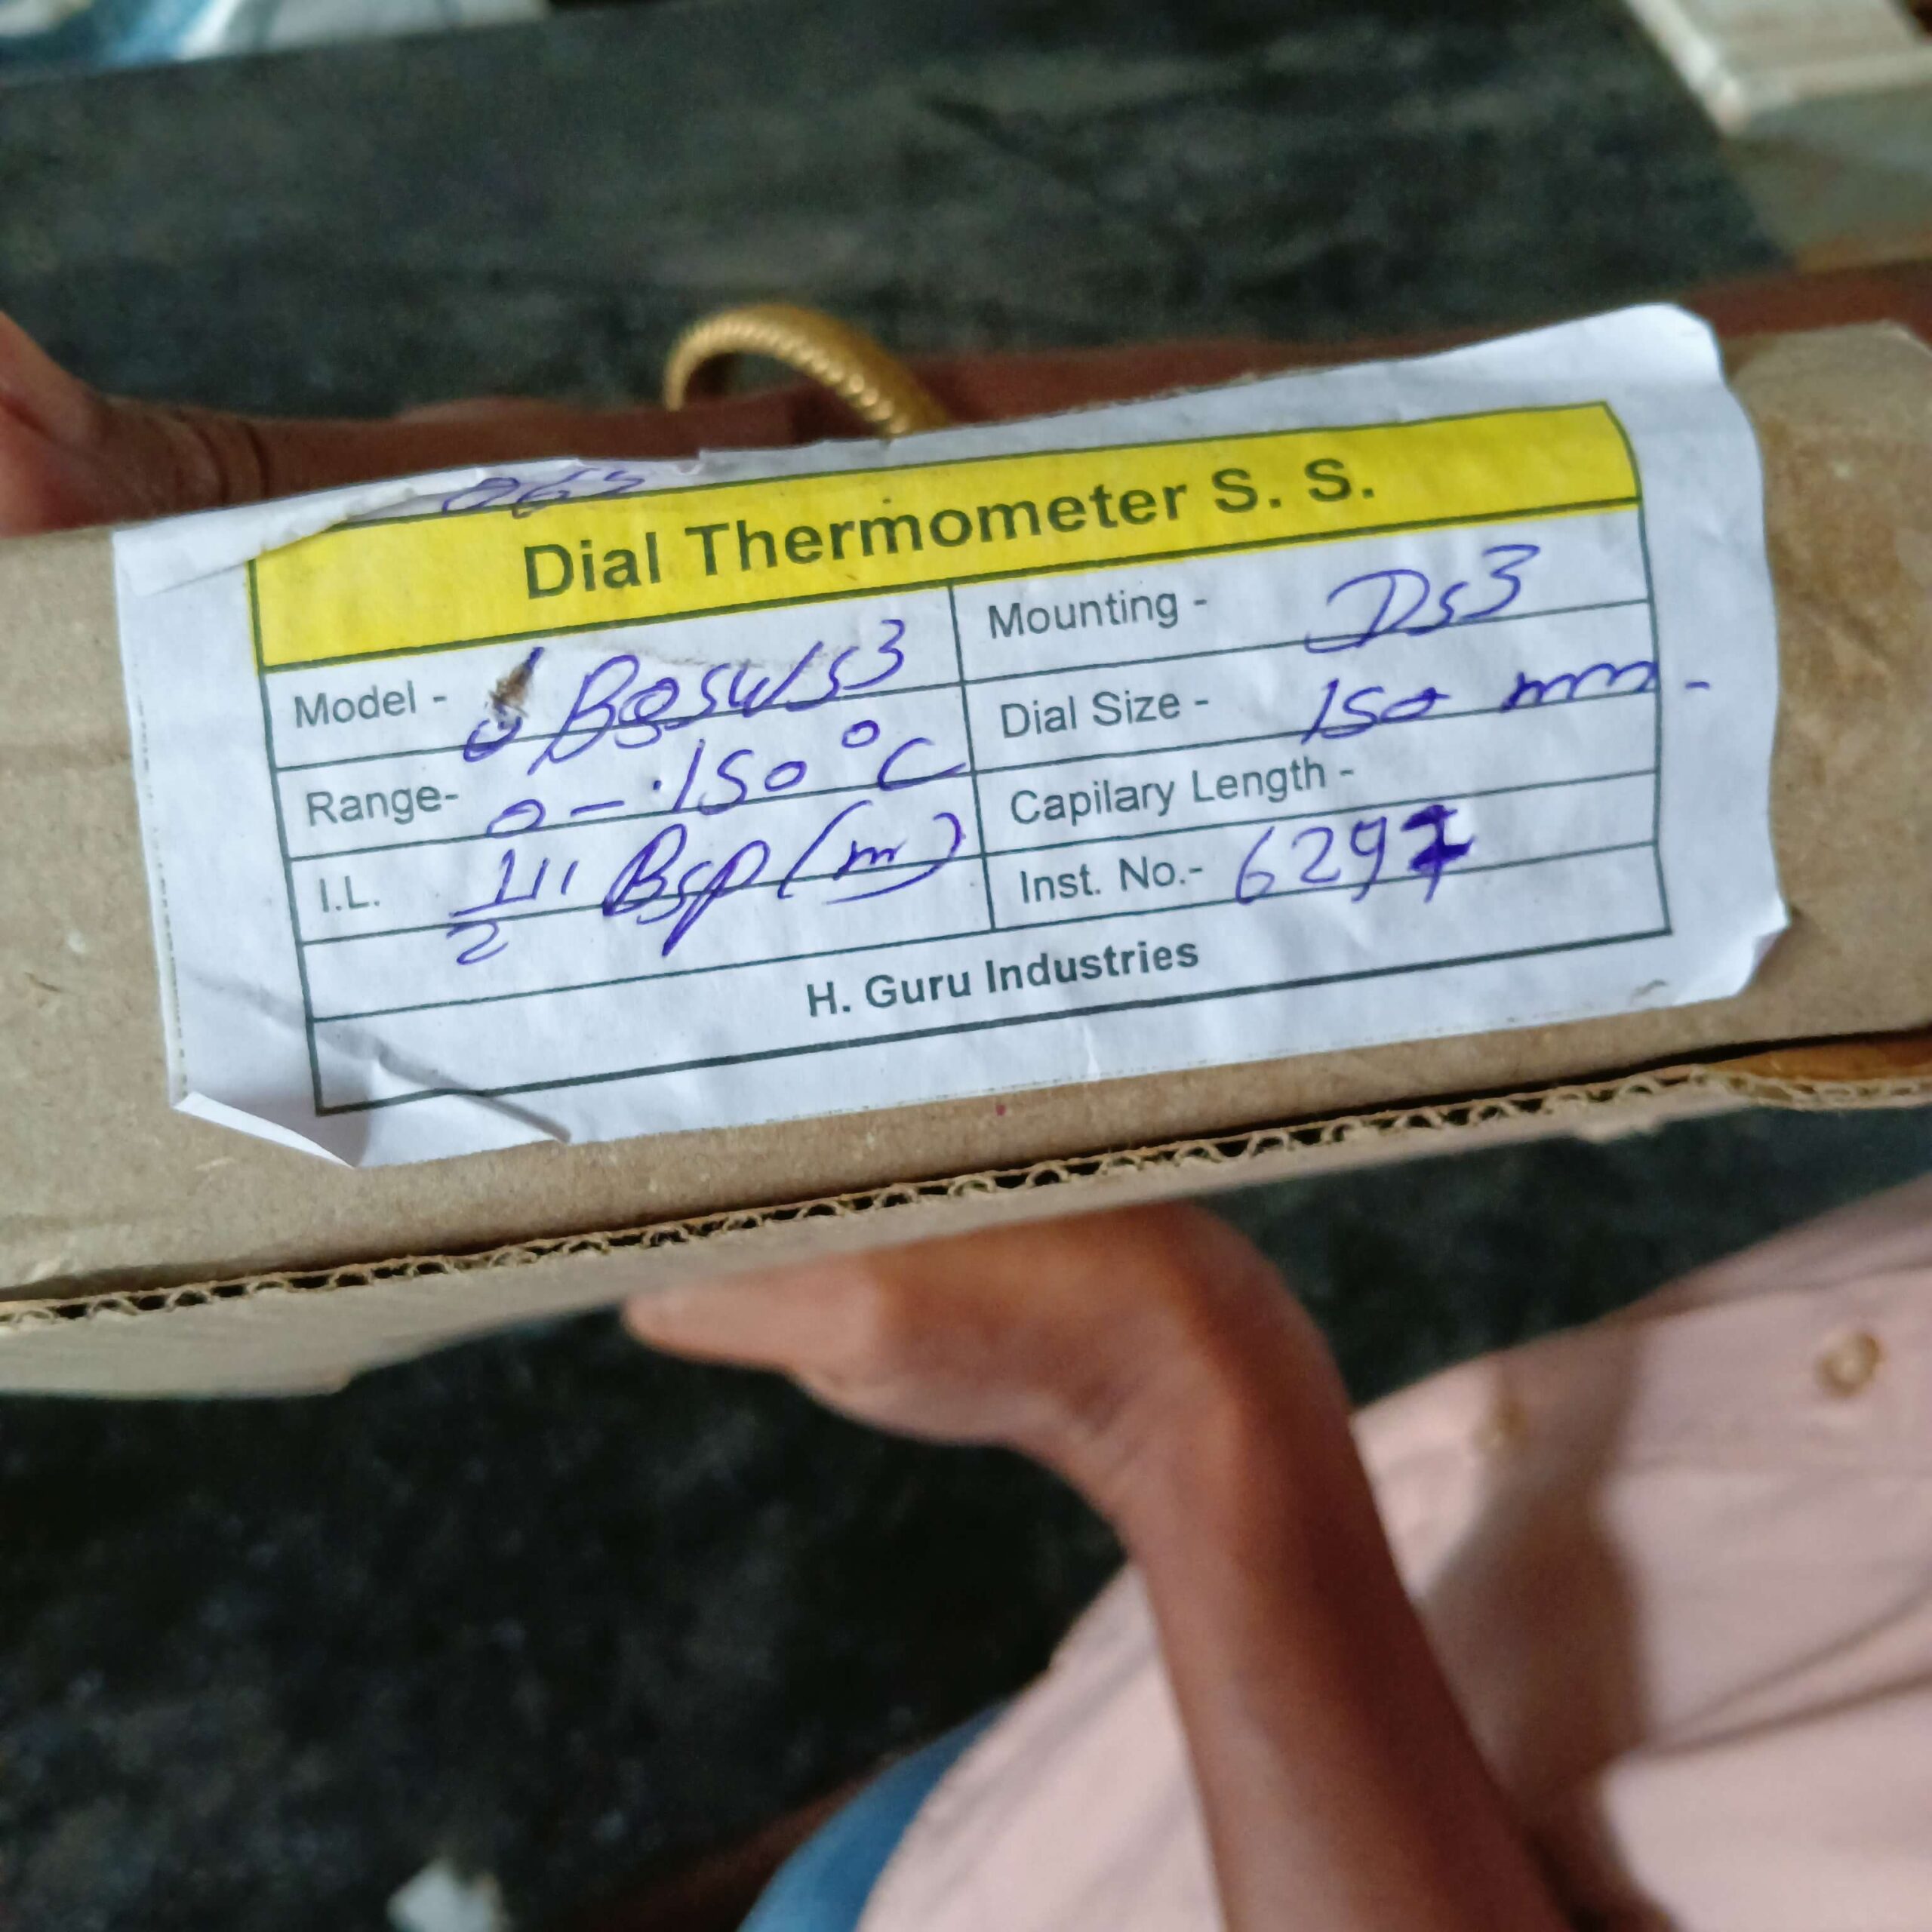 Dial Thermometer S. S.
Model -
Mounting - Ds3
Range- 0 - 150°C
Dial Size - 150 mm -
I.L. 1/2" Bsp (m)
Capilary Length -
Inst. No.- 6297
H. Guru Industries